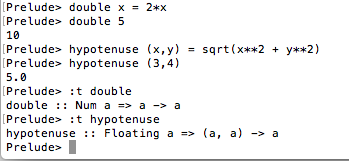 [Prelude> double x = 2*x
[Prelude> double 5
10
[Prelude> hypotenuse (x,y) = sqrt(x**2 + y**2)
[Prelude> hypotenuse (3,4)
5.0
[Prelude> :t double
double :: Num a => a -> a
[Prelude> :t hypotenuse
hypotenuse :: Floating a => (a, a) -> a
Prelude>